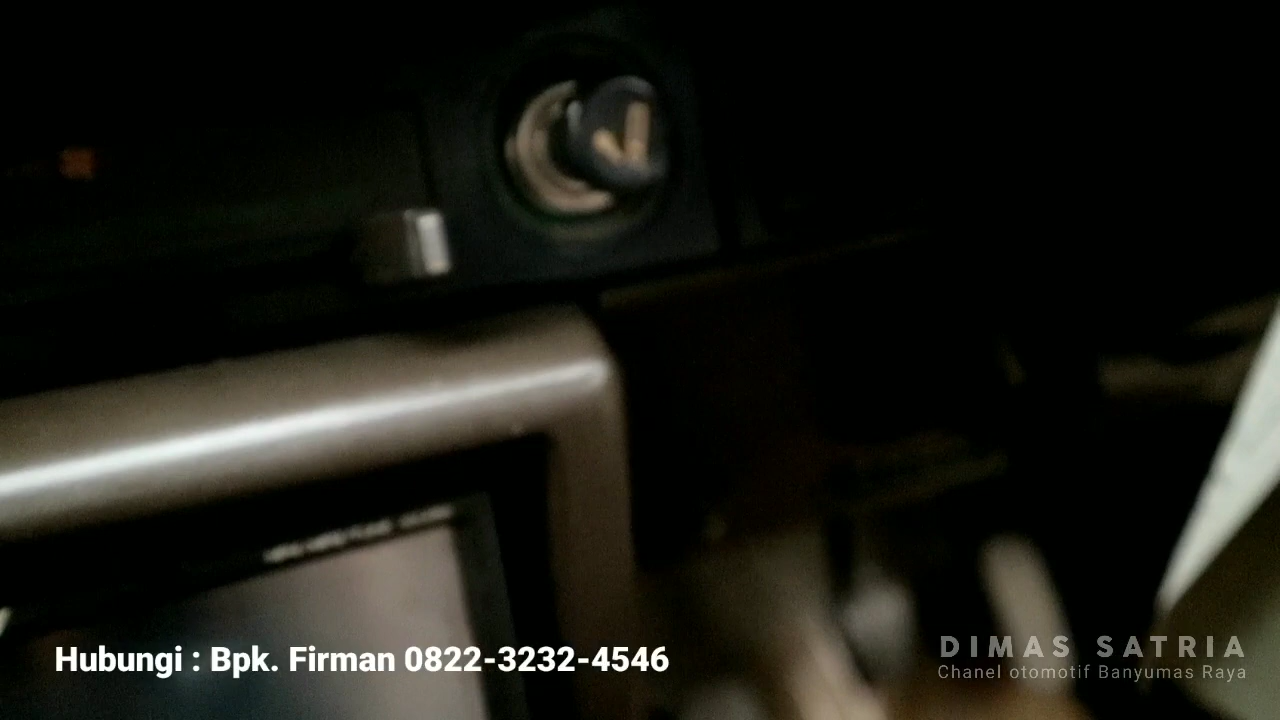 Hubungi : Bpk. Firman 0822-3232-4546
DIMAS SATRIA
Chanel otomotif Banyumas Raya